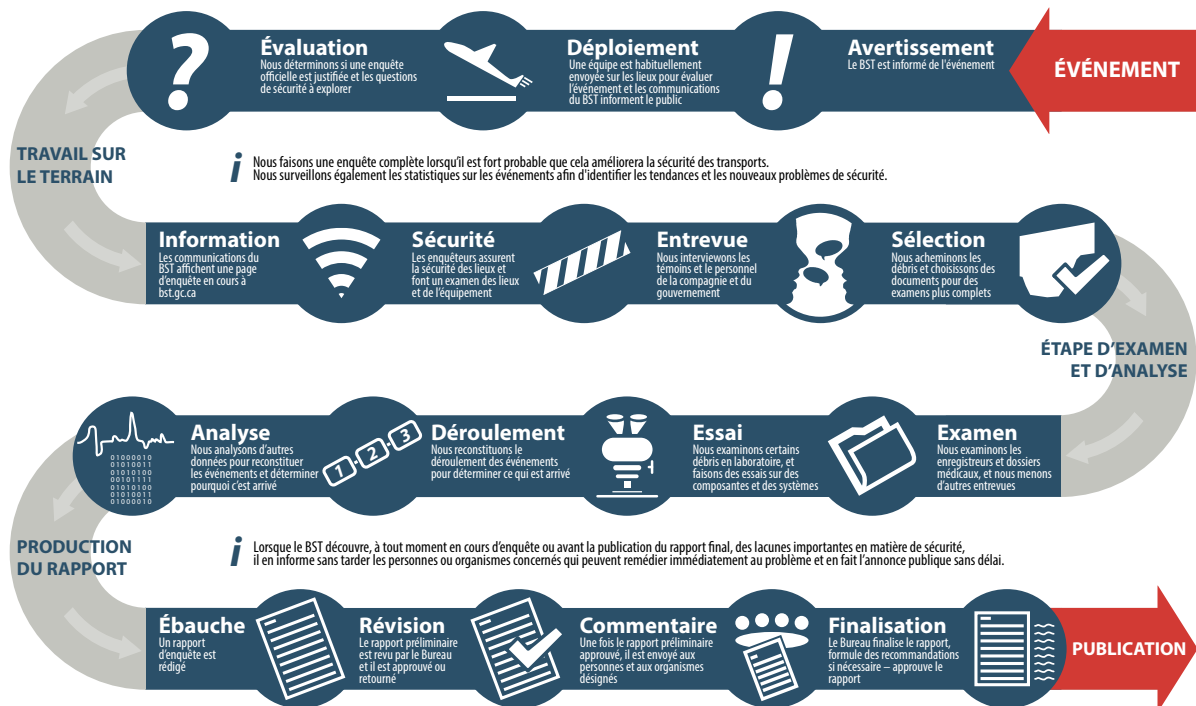 ÉVÉNEMENT
Avertissement
Le BST est informé de l'événement
Déploiement
Une équipe est habituellement
envoyée sur les lieux pour évaluer
l'événement et les communications
du BST informent le public
Évaluation
Nous déterminons si une enquête
officielle est justifiée et les questions
de sécurité à explorer
!
?
TRAVAIL SUR
LE TERRAIN
i
Nous faisons une enquête complète lorsqu'il est fort probable que cela améliorera la sécurité des transports.
Nous surveillons également les statistiques sur les événements afin d'identifier les tendances et les nouveaux problèmes de sécurité.
Information
Les communications du
BST affichent une page
d'enquête en cours à
bst.gc.ca
Sécurité
Les enquêteurs assurent
la sécurité des lieux et
font un examen des lieux
et de l'équipement
Entrevue
Nous interviewons les
témoins et le personnel
de la compagnie et du
gouvernement
Sélection
Nous acheminons les
débris et choisissons des
documents pour des
examens plus complets
ÉTAPE D'EXAMEN
ET D'ANALYSE
Examen
Nous examinons les
enregistreurs et dossiers
médicaux, et nous menons
d'autres entrevues
Essai
Nous examinons certains
débris en laboratoire, et
faisons des essais sur des
composantes et des systèmes
Déroulement
Nous reconstituons le
déroulement des événements
pour déterminer ce qui est arrivé
1 2 3
Analyse
Nous analysons d'autres
données pour reconstituer
les événements et déterminer
pourquoi c'est arrivé
01000010
01010011
01010100
00101111
01010100
01010011
01000010
PRODUCTION
DU RAPPORT
i
Lorsque le BST découvre, à tout moment en cours d'enquête ou avant la publication du rapport final, des lacunes importantes en matière de sécurité,
il en informe sans tarder les personnes ou organismes concernés qui peuvent remédier immédiatement au problème et en fait l'annonce publique sans délai.
Ébauche
Un rapport
d'enquête est
rédigé
Révision
Le rapport préliminaire
est revu par le Bureau
et il est approuvé ou
retourné
Commentaire
Une fois le rapport préliminaire
approuvé, il est envoyé aux
personnes et aux organismes
désignés
Finalisation
Le Bureau finalise le rapport,
formule des recommandations
si nécessaire – approuve le
rapport
PUBLICATION